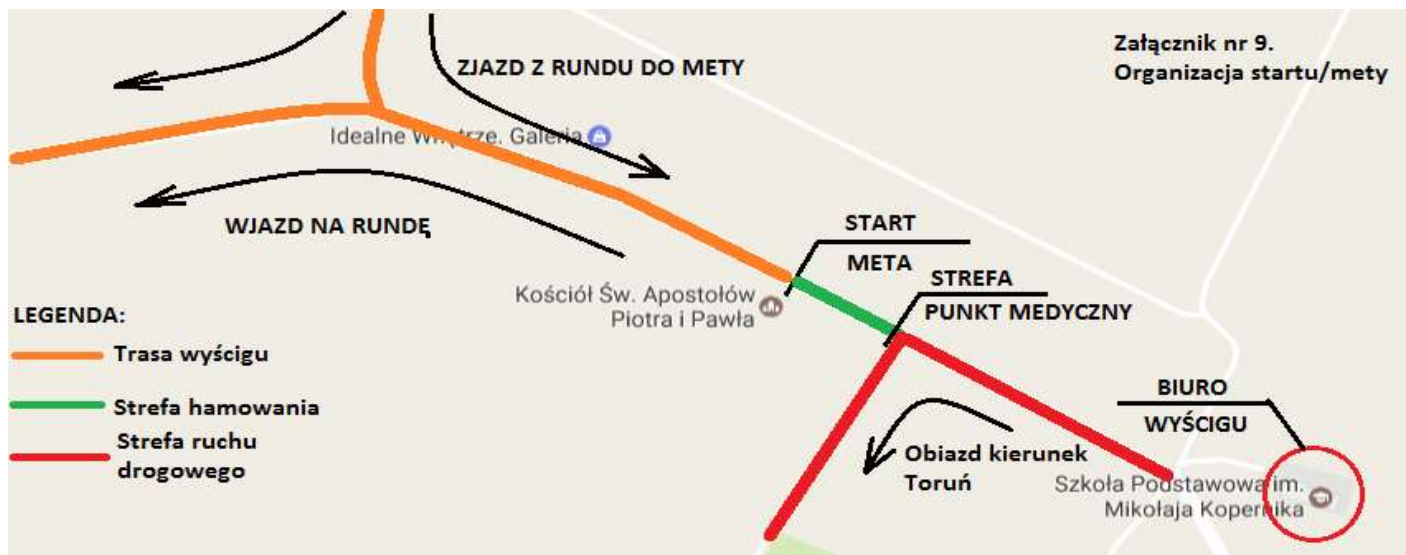 Załącznik nr 9.
Organizacja startu/mety
ZJAZD Z RUNDU DO METY
Idealne Wnętrze. Galeria
WJAZD NA RUNDĘ
START
META
Kościół Św. Apostołów
Piotra i Pawła
STREFA
PUNKT MEDYCZNY
LEGENDA:
Trasa wyścigu
Strefa hamowania
Strefa ruchu
drogowego
BIURO
WYŚCIGU
Obiazd kierunek
Toruń
Szkoła Podstawowa im.
Mikołaja Kopernika